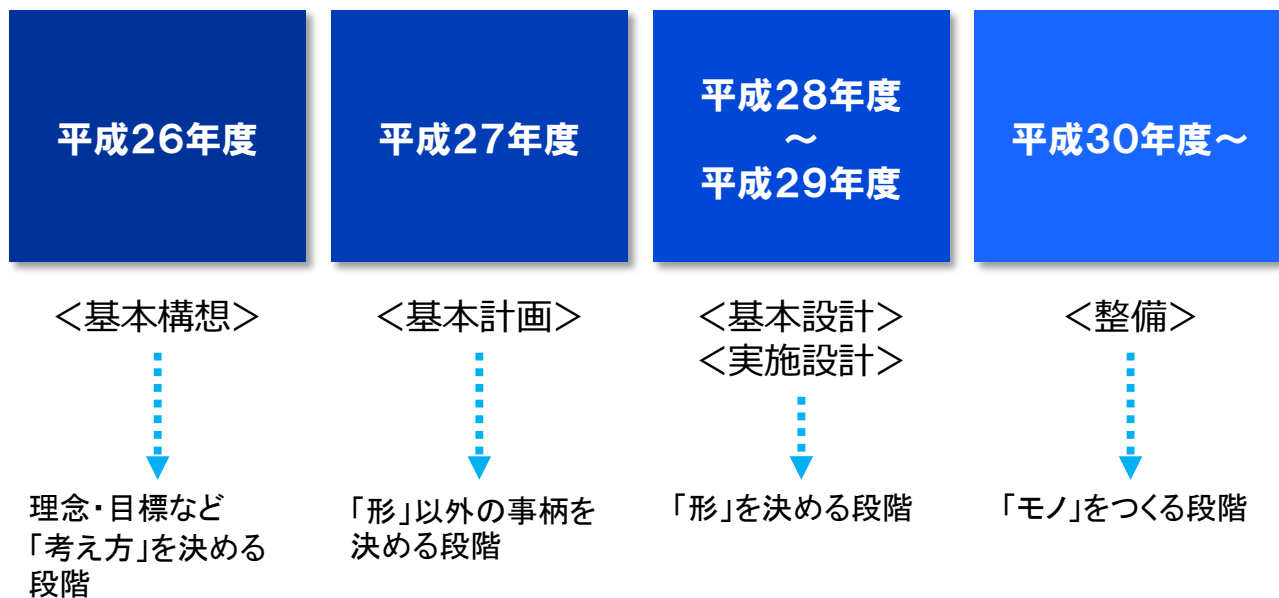 平成26年度
平成27年度
平成28年度
~
平成29年度
平成30年度~
<基本構想>
<基本計画>
<基本設計>
<実施設計>
<整備>
理念・目標など
「考え方」を決める
段階
「形」以外の事柄を
決める段階
「形」を決める段階
「モノ」をつくる段階